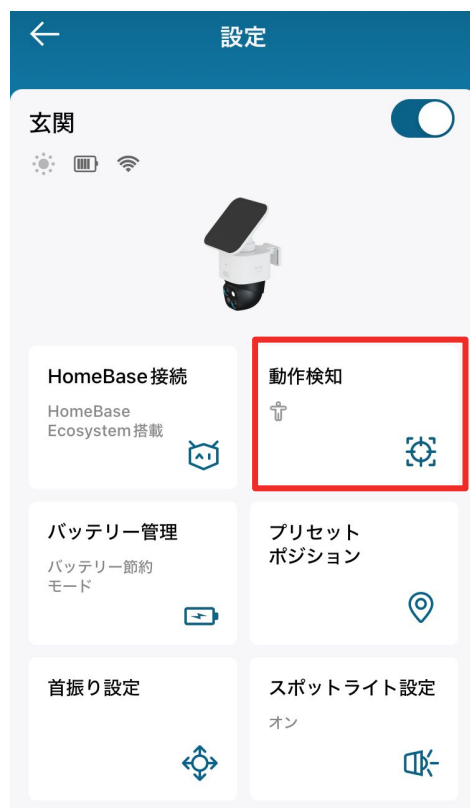 設定
玄関
HomeBase接続
HomeBase
Ecosystem搭載
動作検知
バッテリー管理
バッテリー節約
モード
プリセット
ポジション
首振り設定
スポットライト設定
オン